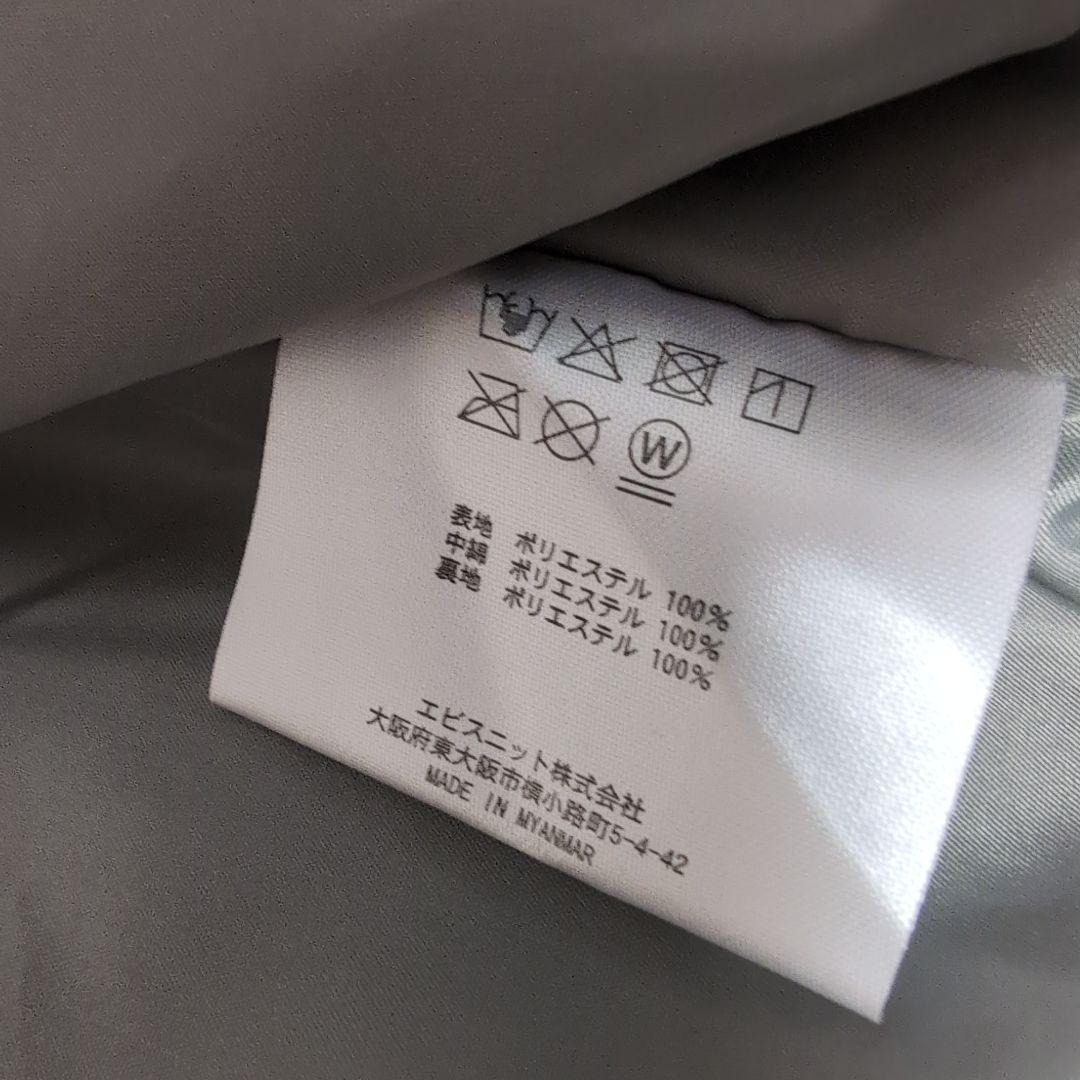 W
表地 ポリエステル 100%
中綿 ポリエステル 100%
裏地 ポリエステル 100%
エビスニット株式会社
大阪府東大阪市横小路町5-4-42
MADE IN MYANMAR